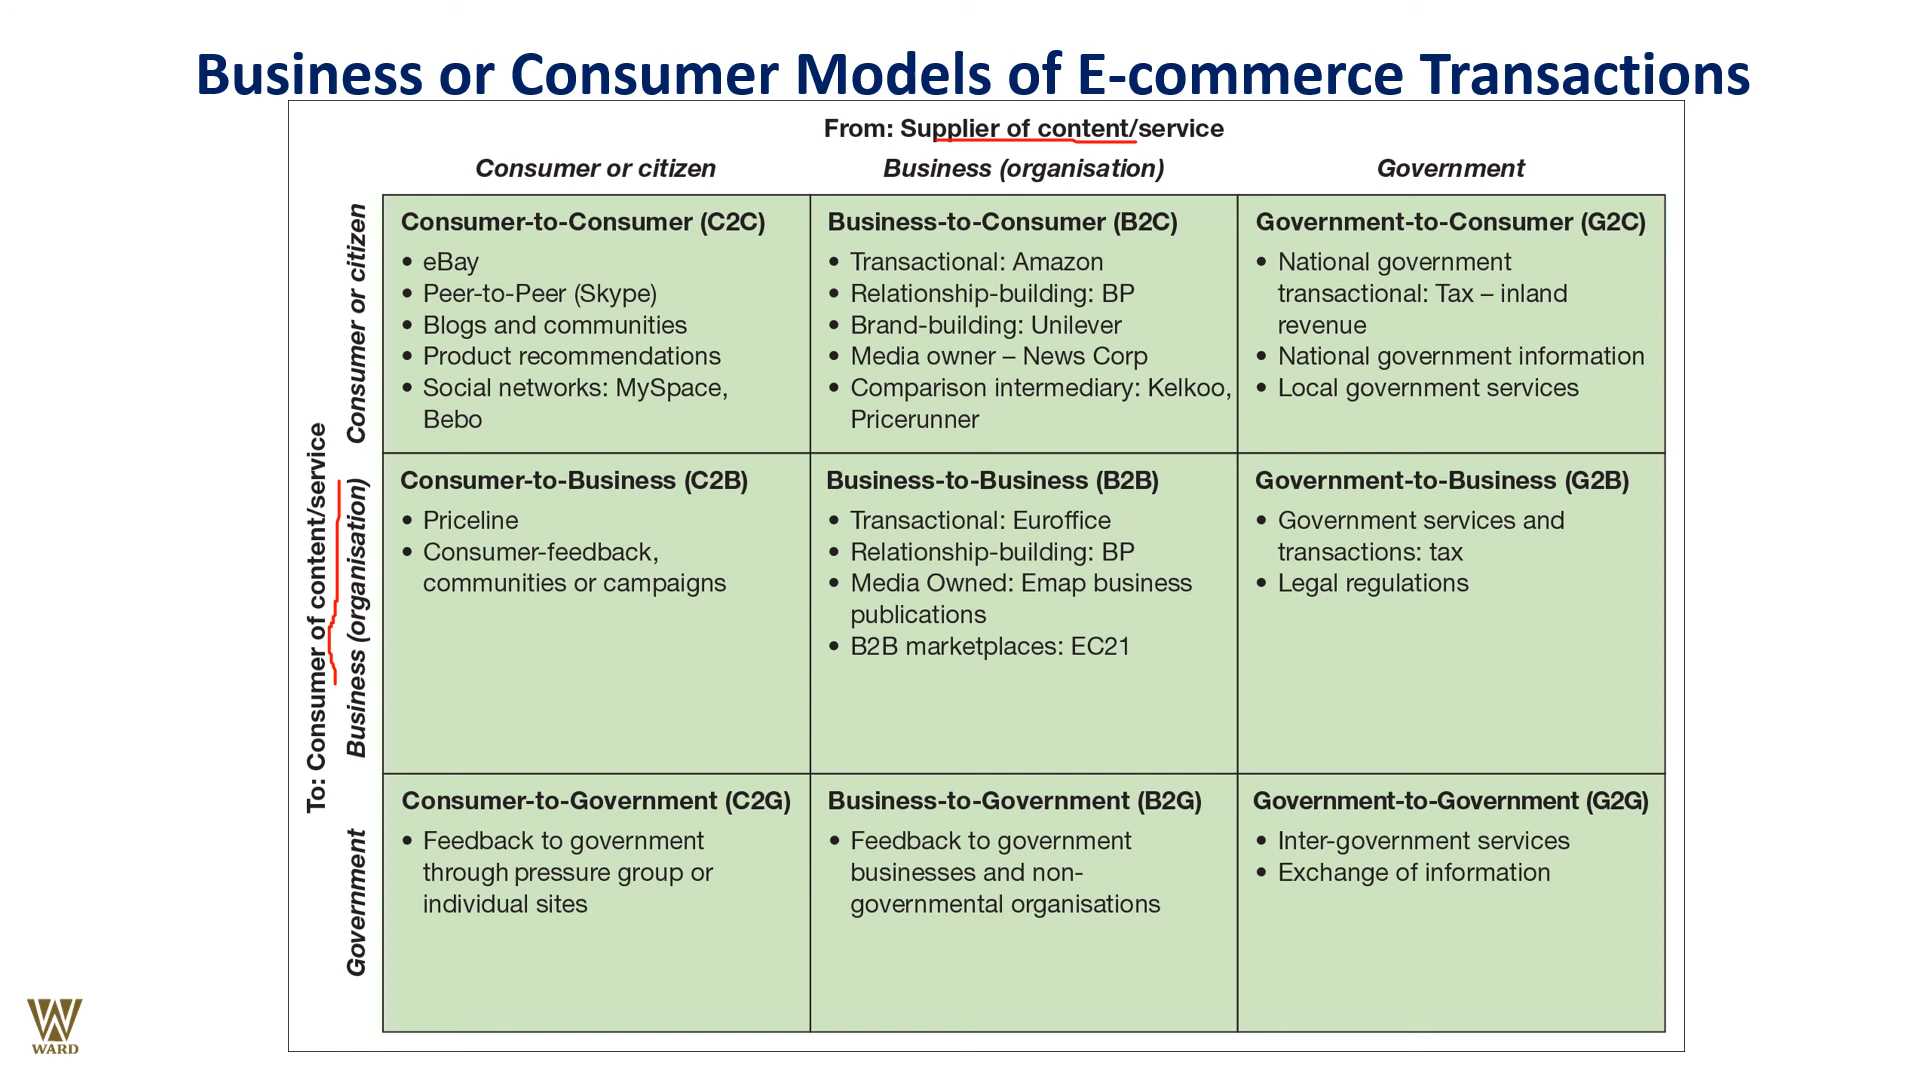 Business or Consumer Models of E-commerce Transactions
From: Supplier of content/service
Consumer or citizen
Business (organisation)
Government
To: Consumer of content/service
Consumer or citizen
Consumer-to-Consumer (C2C)
• eBay
• Peer-to-Peer (Skype)
• Blogs and communities
• Product recommendations
• Social networks: MySpace,
Bebo
Business-to-Consumer (B2C)
• Transactional: Amazon
• Relationship-building: BP
• Brand-building: Unilever
• Media owner – News Corp
• Comparison intermediary: Kelkoo,
Pricerunner
Government-to-Consumer (G2C)
• National government
transactional: Tax – inland
revenue
• National government information
• Local government services
Business (organisation)
Consumer-to-Business (C2B)
• Priceline
• Consumer-feedback,
communities or campaigns
Business-to-Business (B2B)
• Transactional: Euroffice
• Relationship-building: BP
• Media Owned: Emap business
publications
• B2B marketplaces: EC21
Government-to-Business (G2B)
• Government services and
transactions: tax
• Legal regulations
Government
Consumer-to-Government (C2G)
• Feedback to government
through pressure group or
individual sites
Business-to-Government (B2G)
• Feedback to government
businesses and non-
governmental organisations
Government-to-Government (G2G)
• Inter-government services
• Exchange of information
WARD